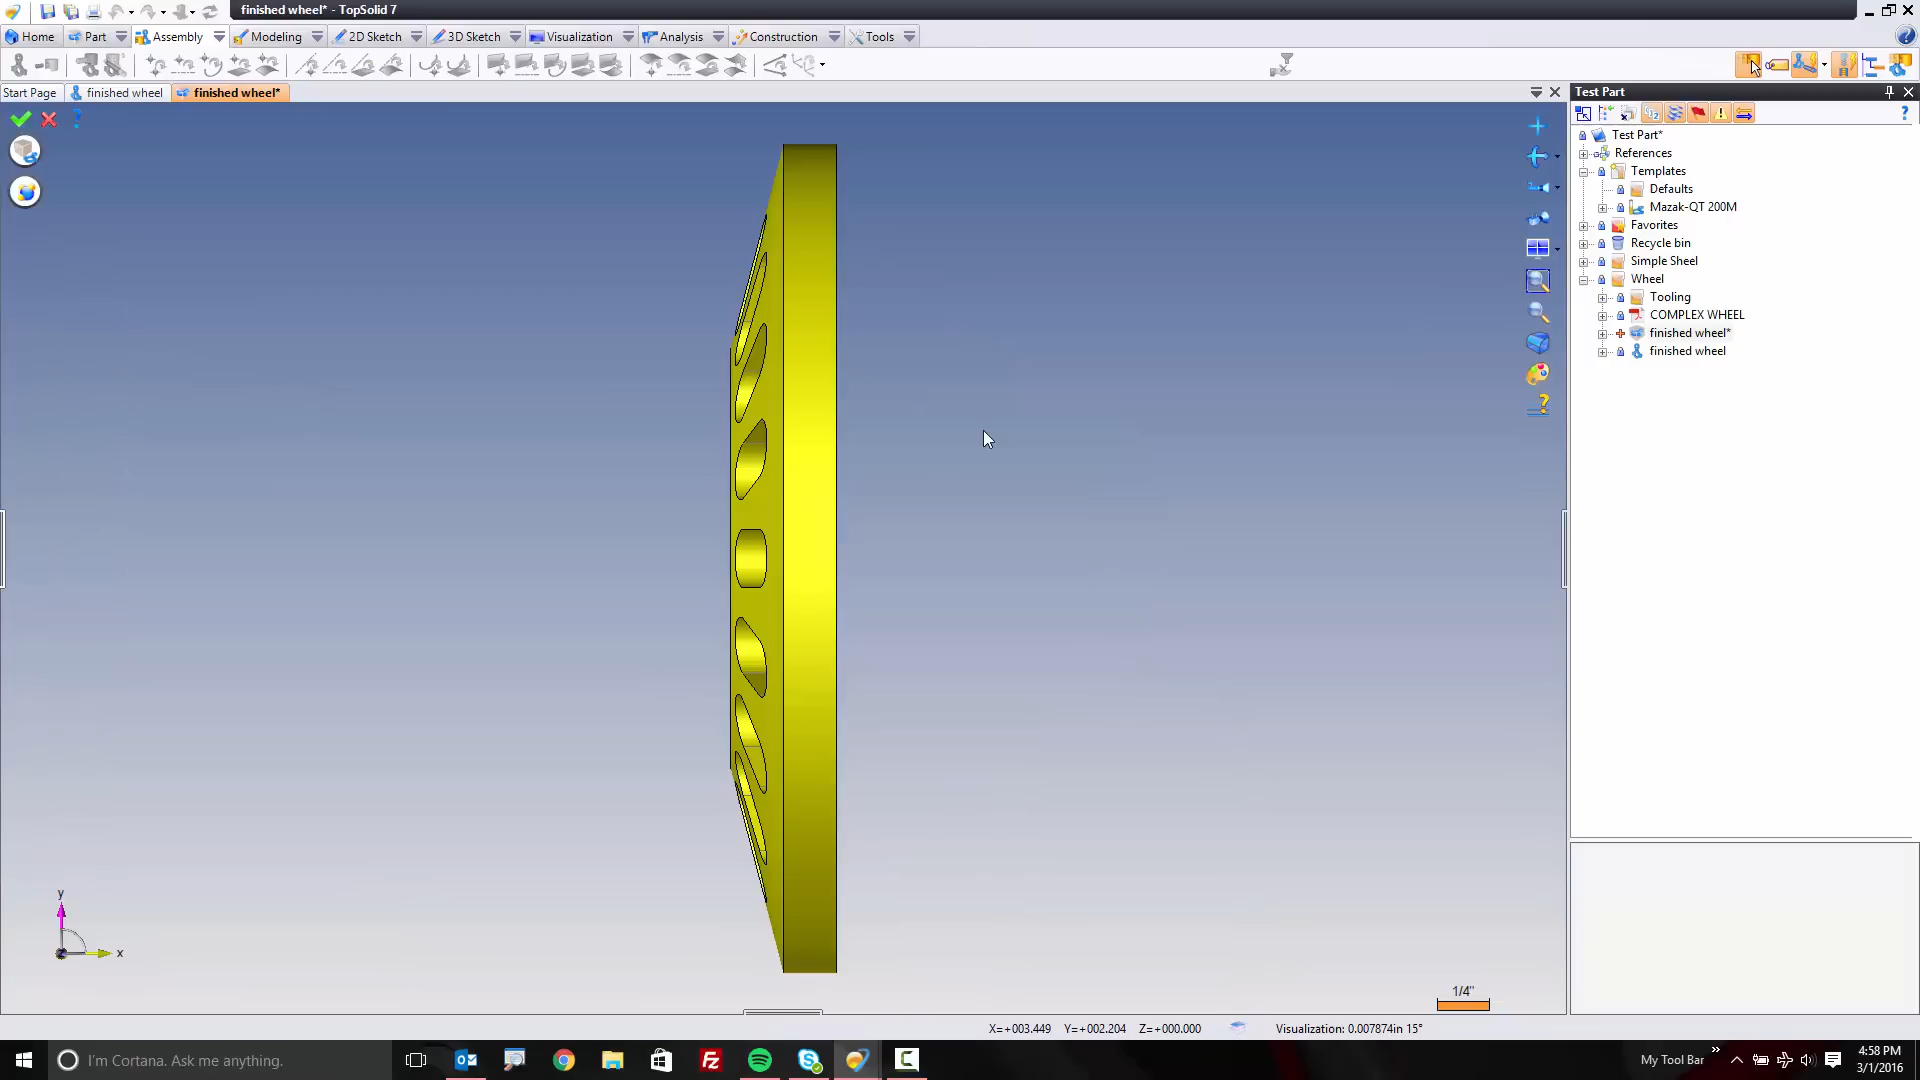 finished wheel* - TopSolid 7
Home Part Assembly Modeling 2D Sketch 3D Sketch Visualization Analysis Construction Tools
Start Page finished wheel finished wheel*
Test Part
Test Part*
References
Templates
Defaults
Mazak-QT 200M
Favorites
Recycle bin
Simple Sheel
Wheel
Tooling
COMPLEX WHEEL
finished wheel*
finished wheel
y
x
1/4"
X=+003.449 Y=+002.204 Z=+000.000 Visualization: 0.007874in 15°
I'm Cortana. Ask me anything.
My Tool Bar
4:58 PM
3/1/2016